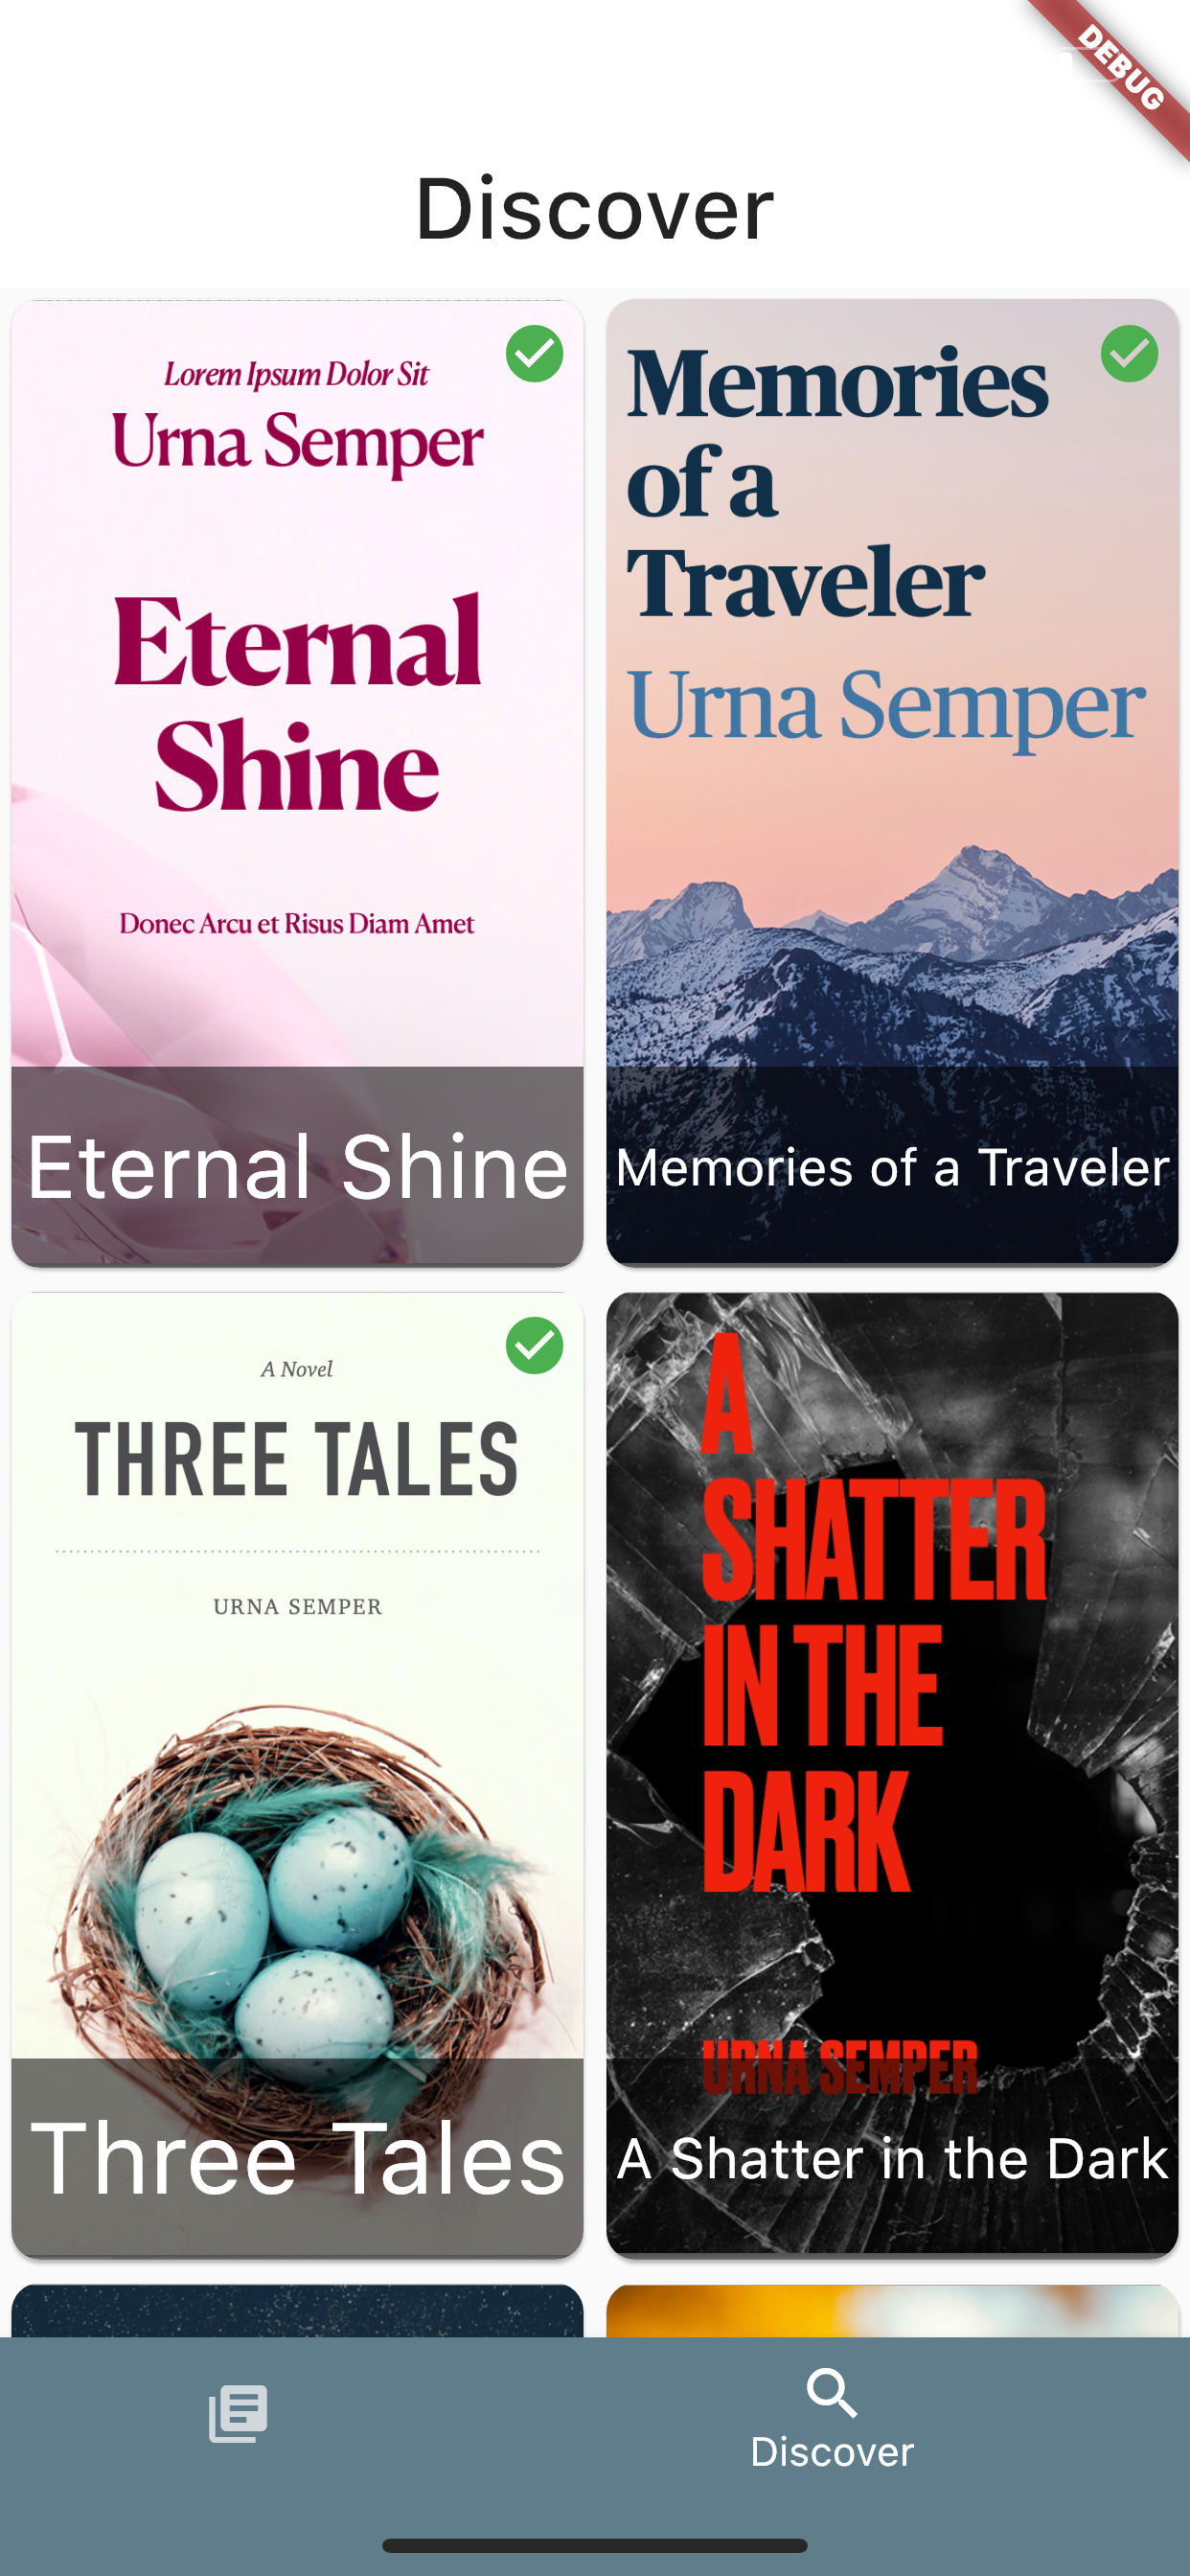 DEBUG
Discover
Lorem Ipsum Dolor Sit
Urna Semper
Eternal
Shine
Donec Arcu et Risus Diam Amet
Eternal Shine
Memories
of a
Traveler
Urna Semper
Memories of a Traveler
A Novel
THREE TALES
URNA SEMPER
Three Tales
A
SHATTER
IN THE
DARK
URNA SEMPER
A Shatter in the Dark
Discover